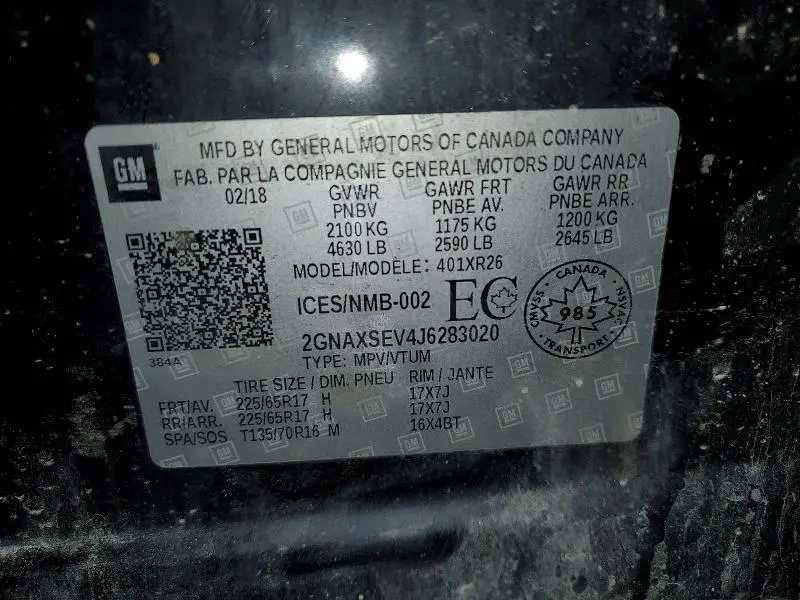 GM
MFD BY GENERAL MOTORS OF CANADA COMPANY
FAB. PAR LA COMPAGNIE GENERAL MOTORS DU CANADA
02/18 GVWR GAWR FRT GAWR RR
PNBV PNBE AV. PNBE ARR.
2100 KG 1175 KG 1200 KG
4630 LB 2590 LB 2645 LB
MODEL/MODÈLE: 401XR26
ICES/NMB-002 EC
CANADA
CMVSS 985 NSVAC
TRANSPORT
2GNAXSEV4J6283020
384A
TYPE: MPV/VTUM
TIRE SIZE / DIM. PNEU RIM / JANTE
FRT/AV. 225/65R17 H 17X7J
RR/ARR. 225/65R17 H 17X7J
SPA/SOS T135/70R16 M 16X4BT